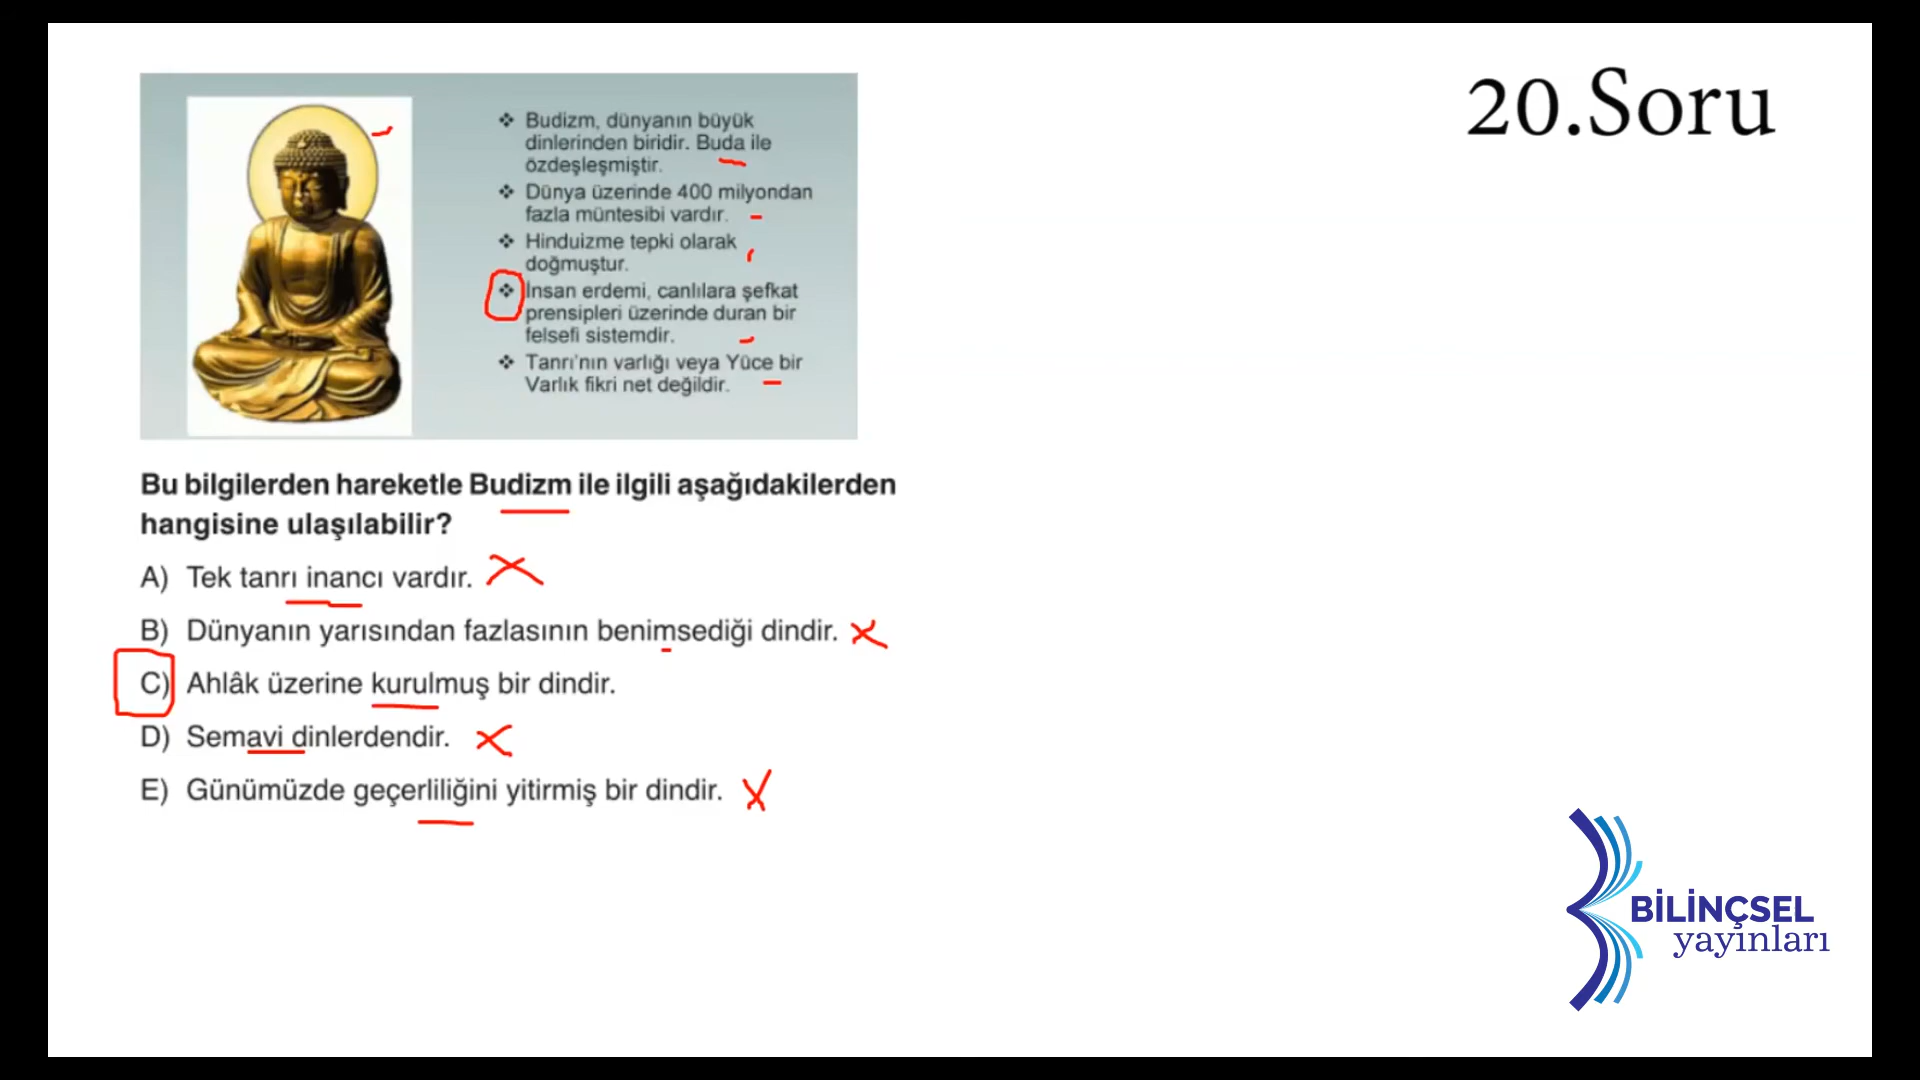 20.Soru
❖ Budizm, dünyanın büyük
dinlerinden biridir. Buda ile
özdeşleşmiştir.
❖ Dünya üzerinde 400 milyondan
fazla müntesibi vardır.
❖ Hinduizme tepki olarak
doğmuştur.
❖ İnsan erdemi, canlılara şefkat
prensipleri üzerinde duran bir
felsefi sistemdir.
❖ Tanrı'nın varlığı veya Yüce bir
Varlık fikri net değildir.
Bu bilgilerden hareketle Budizm ile ilgili aşağıdakilerden
hangisine ulaşılabilir?
A) Tek tanrı inancı vardır.
B) Dünyanın yarısından fazlasının benimsediği dindir.
C) Ahlâk üzerine kurulmuş bir dindir.
D) Semavi dinlerdendir.
E) Günümüzde geçerliliğini yitirmiş bir dindir.
BİLİNÇSEL
yayınları